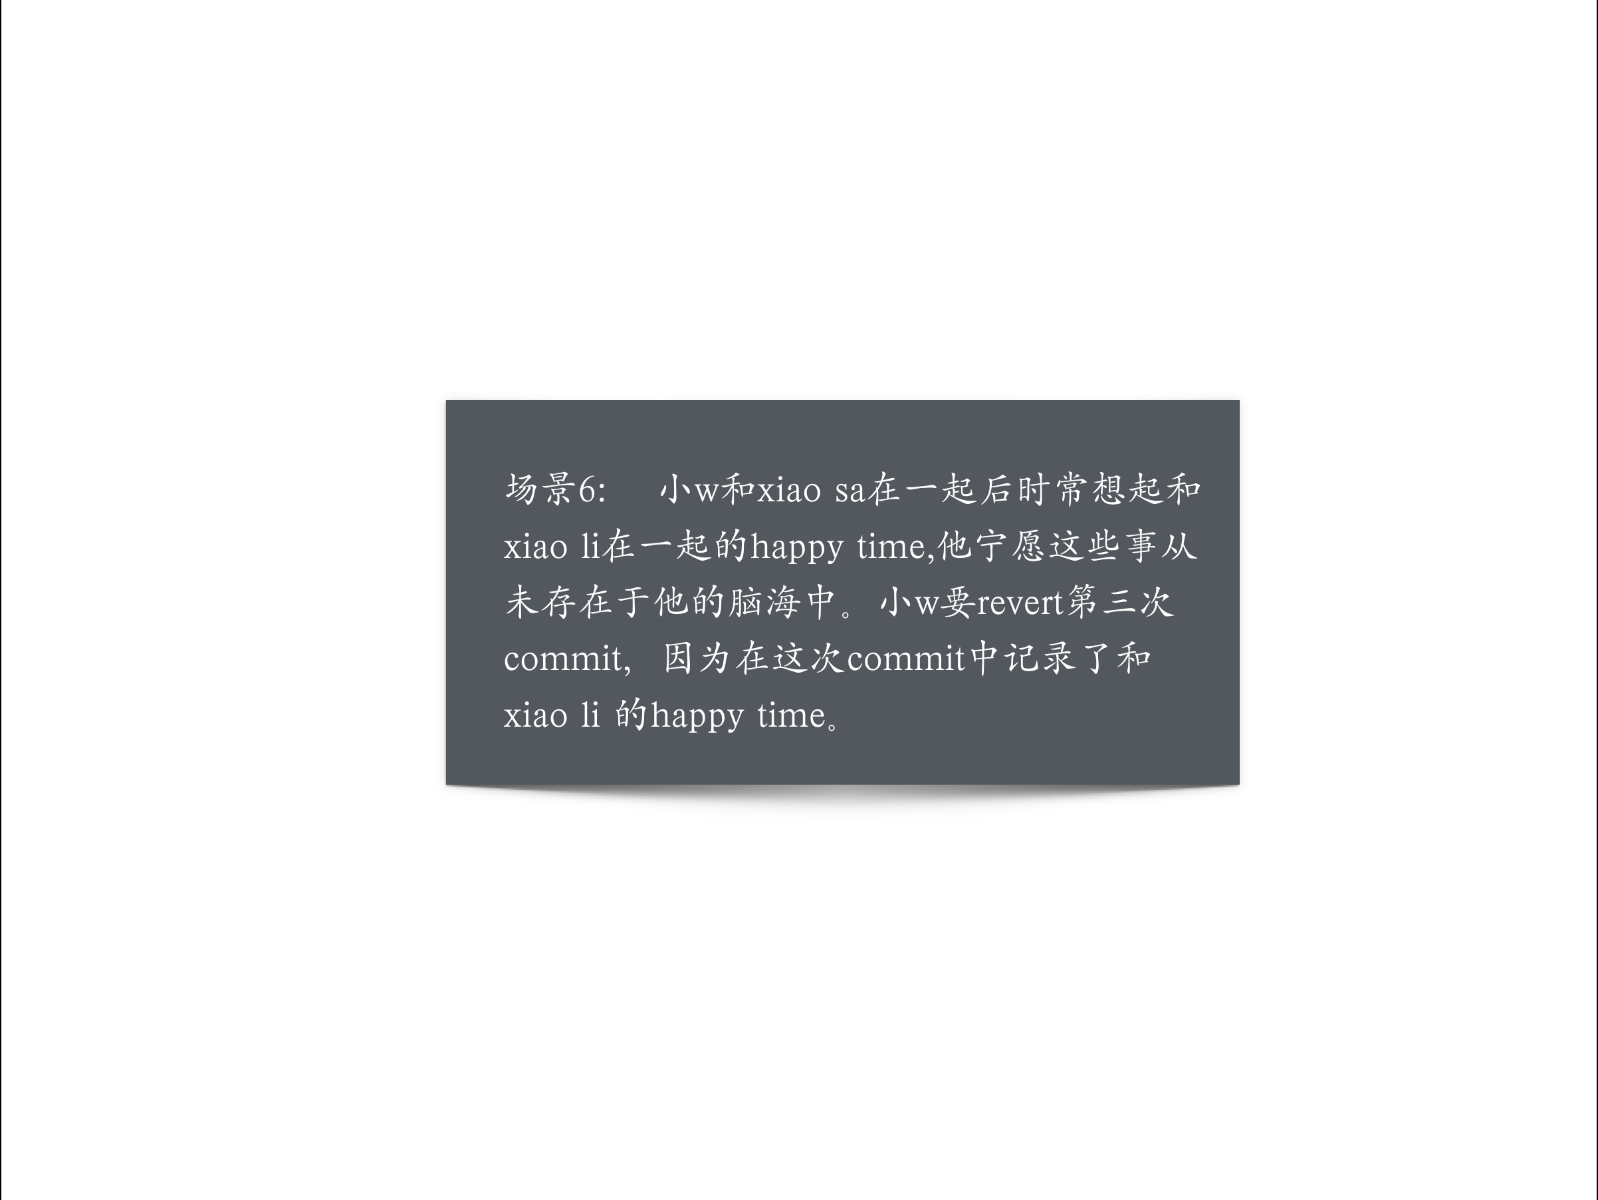 场景6:　小w和xiao sa在一起后时常想起和
xiao li在一起的happy time,他宁愿这些事从
未存在于他的脑海中。小w要revert第三次
commit，因为在这次commit中记录了和
xiao li 的happy time。